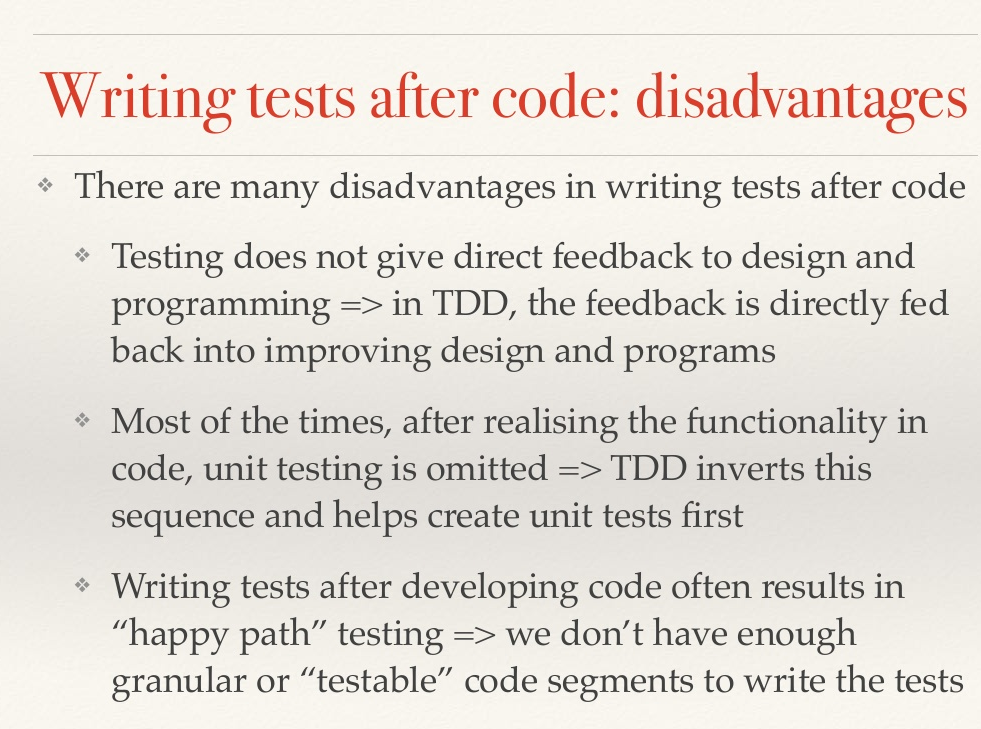 Writing tests after code: disadvantages
❖ There are many disadvantages in writing tests after code
❖ Testing does not give direct feedback to design and
programming => in TDD, the feedback is directly fed
back into improving design and programs
❖ Most of the times, after realising the functionality in
code, unit testing is omitted => TDD inverts this
sequence and helps create unit tests first
❖ Writing tests after developing code often results in
“happy path” testing => we don’t have enough
granular or “testable” code segments to write the tests